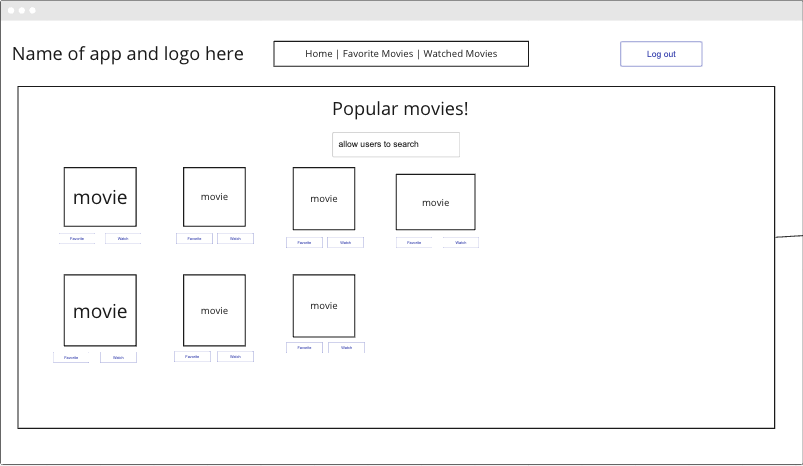 Name of app and logo here
Home | Favorite Movies | Watched Movies
Log out
Popular movies!
allow users to search
movie
movie
movie
movie
Favorite
Watch
Favorite
Watch
Favorite
Watch
Favorite
Watch
movie
movie
movie
Favorite
Watch
Favorite
Watch
Favorite
Watch